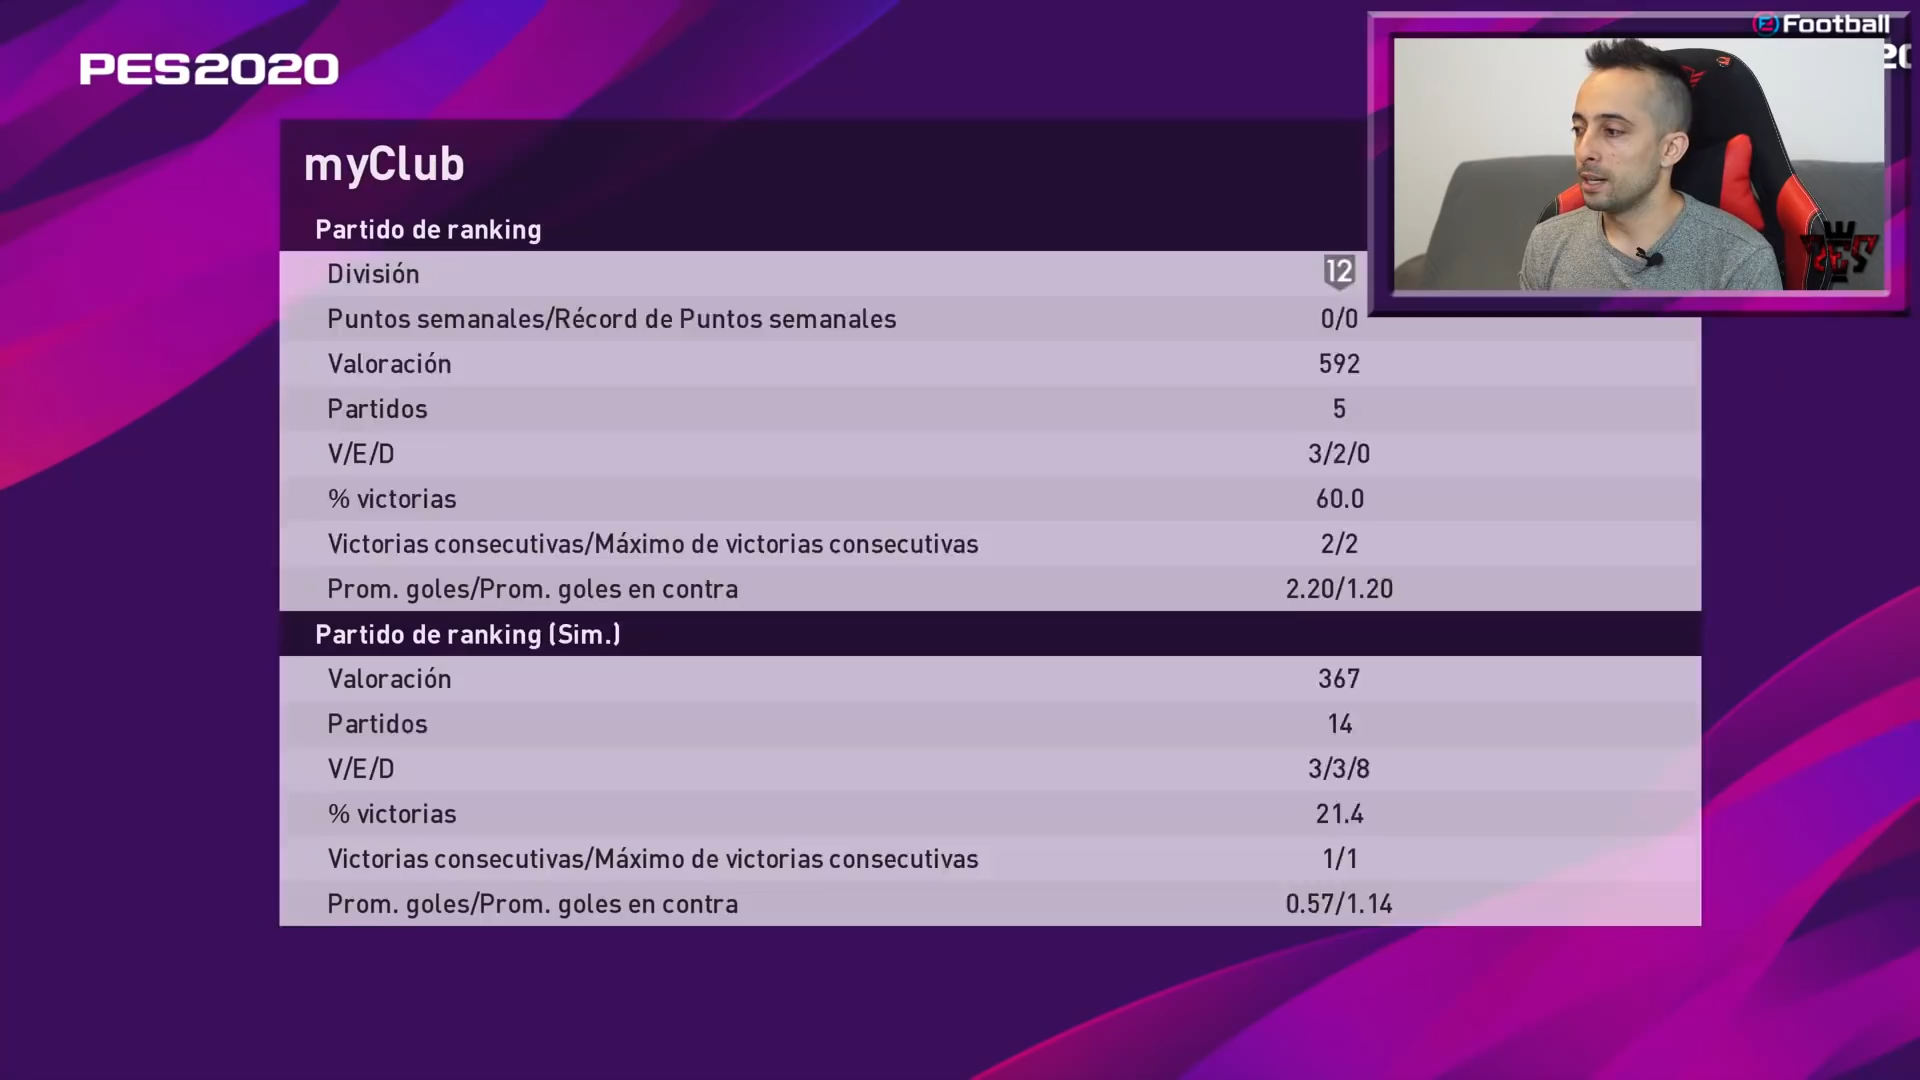 PES2020
Football
20
myClub
Partido de ranking
División 12
Puntos semanales/Récord de Puntos semanales 0/0
Valoración 592
Partidos 5
V/E/D 3/2/0
% victorias 60.0
Victorias consecutivas/Máximo de victorias consecutivas 2/2
Prom. goles/Prom. goles en contra 2.20/1.20
Partido de ranking (Sim.)
Valoración 367
Partidos 14
V/E/D 3/3/8
% victorias 21.4
Victorias consecutivas/Máximo de victorias consecutivas 1/1
Prom. goles/Prom. goles en contra 0.57/1.14